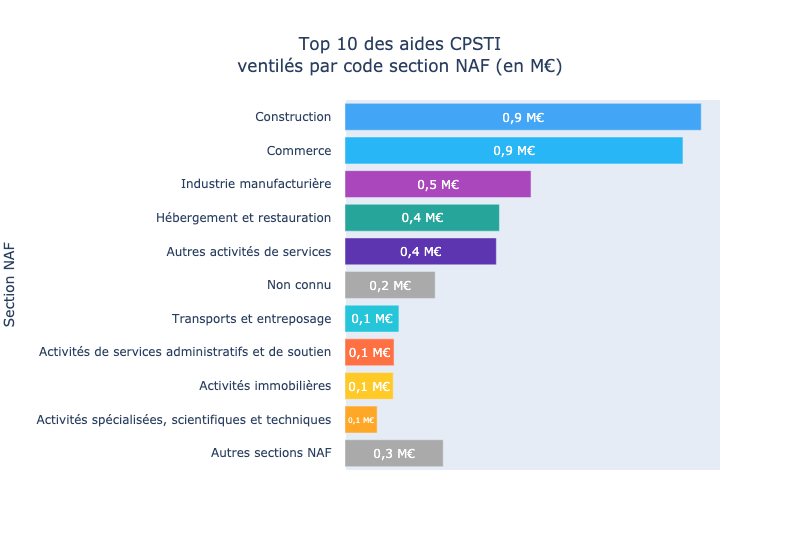 Top 10 des aides CPSTI
ventilés par code section NAF (en M€)
Section NAF
Construction
0,9 M€
Commerce
0,9 M€
Industrie manufacturière
0,5 M€
Hébergement et restauration
0,4 M€
Autres activités de services
0,4 M€
Non connu
0,2 M€
Transports et entreposage
0,1 M€
Activités de services administratifs et de soutien
0,1 M€
Activités immobilières
0,1 M€
Activités spécialisées, scientifiques et techniques
0,1 M€
Autres sections NAF
0,3 M€